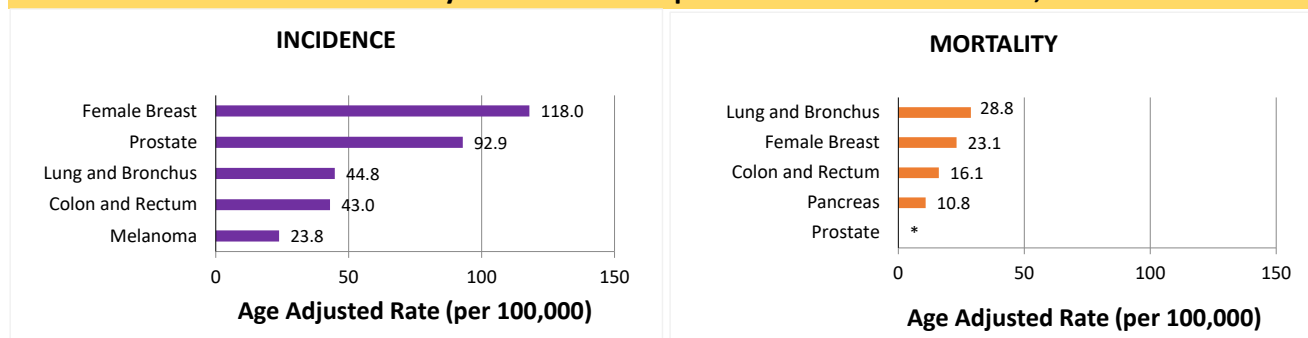 INCIDENCE
Female Breast 118.0
Prostate 92.9
Lung and Bronchus 44.8
Colon and Rectum 43.0
Melanoma 23.8
0 50 100 150
Age Adjusted Rate (per 100,000)
MORTALITY
Lung and Bronchus 28.8
Female Breast 23.1
Colon and Rectum 16.1
Pancreas 10.8
Prostate *
0 50 100 150
Age Adjusted Rate (per 100,000)